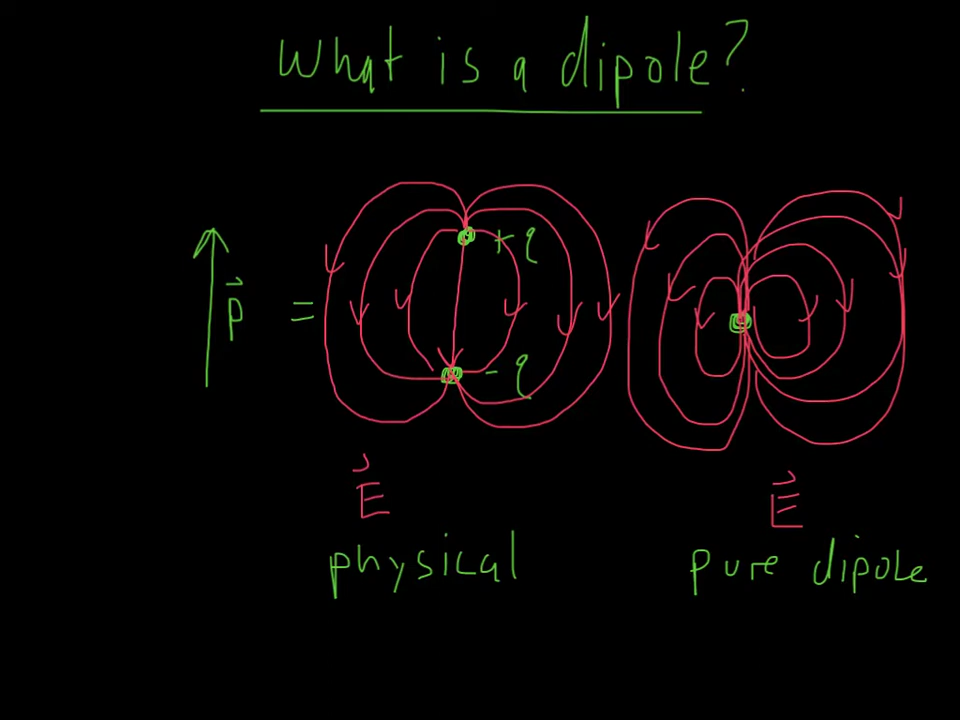 What is a dipole?
+q
p⃗ =
-q
E⃗ E⃗
physical pure dipole